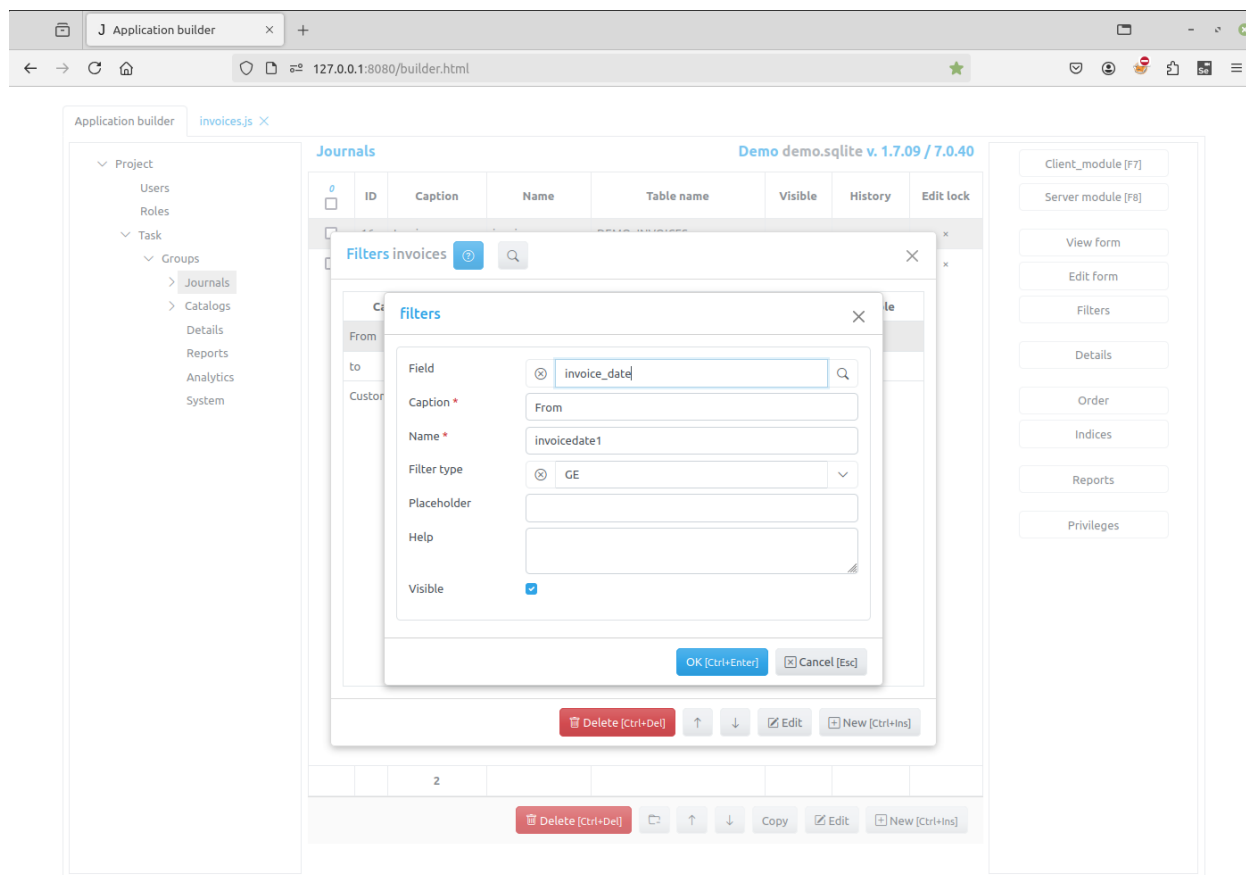 J Application builder
127.0.0.1:8080/builder.html
Application builder
invoices.js
Project
Users
Roles
Task
Groups
Journals
Catalogs
Details
Reports
Analytics
System
Journals
Demo demo.sqlite v. 1.7.09 / 7.0.40
0 ID Caption Name Table name Visible History Edit lock
Filters invoices
From
to
filters
Field invoice_date
Caption * From
Name * invoicedate1
Filter type GE
Placeholder
Help
Visible
OK [Ctrl+Enter] Cancel [Esc]
Delete [Ctrl+Del] Edit New [Ctrl+Ins]
2
Delete [Ctrl+Del] Copy Edit New [Ctrl+Ins]
Client_module [F7]
Server module [F8]
View form
Edit form
Filters
Details
Order
Indices
Reports
Privileges